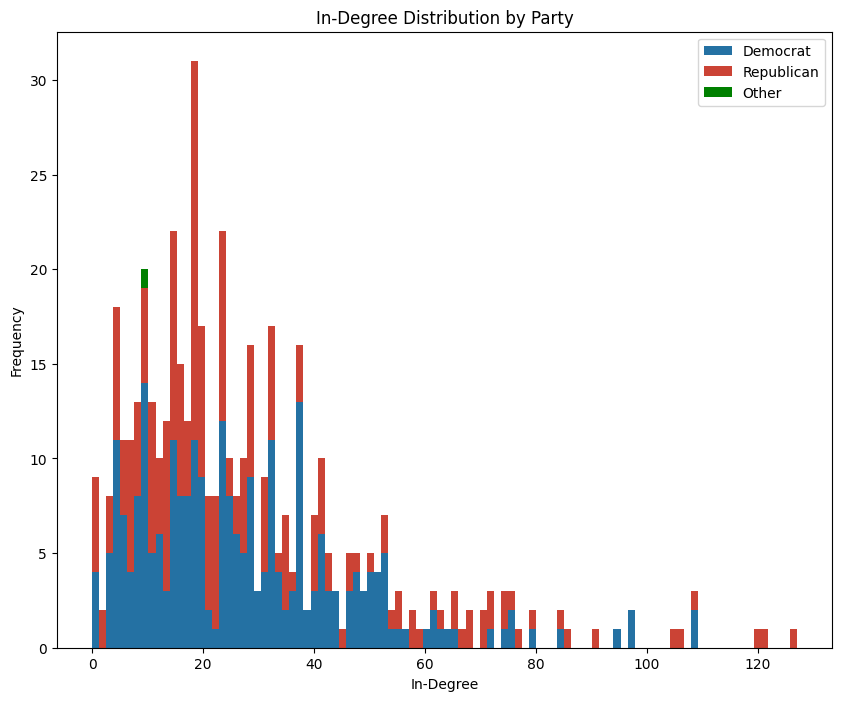 In-Degree Distribution by Party
Democrat
Republican
Other
Frequency
30
25
20
15
10
5
0
0 20 40 60 80 100 120
In-Degree